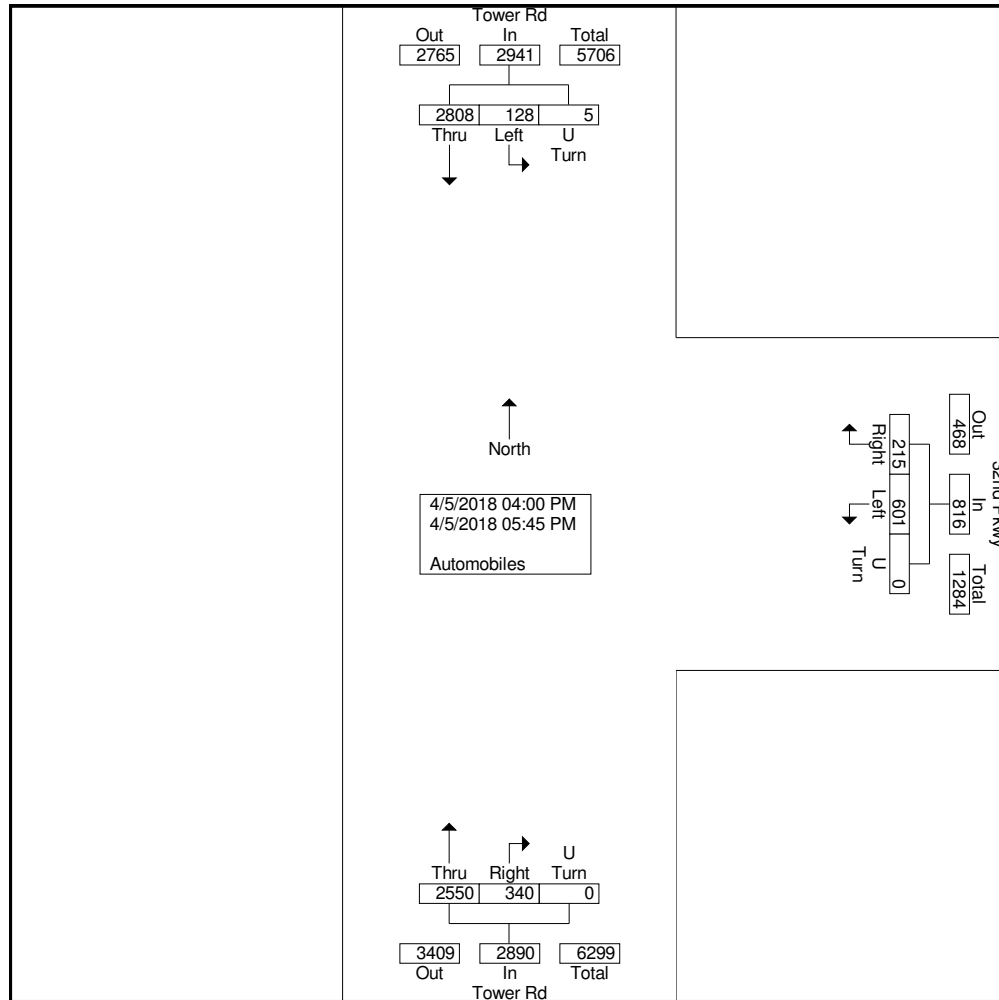 Tower Rd
Out In Total
2765 2941 5706
2808 128 5
Thru Left U
Turn
North
4/5/2018 04:00 PM
4/5/2018 05:45 PM
Automobiles
Out In Total
468 816 1284
215 601 0
Right Left U
Turn
U
Thru Right Turn
2550 340 0
3409 2890 6299
Out In Total
Tower Rd